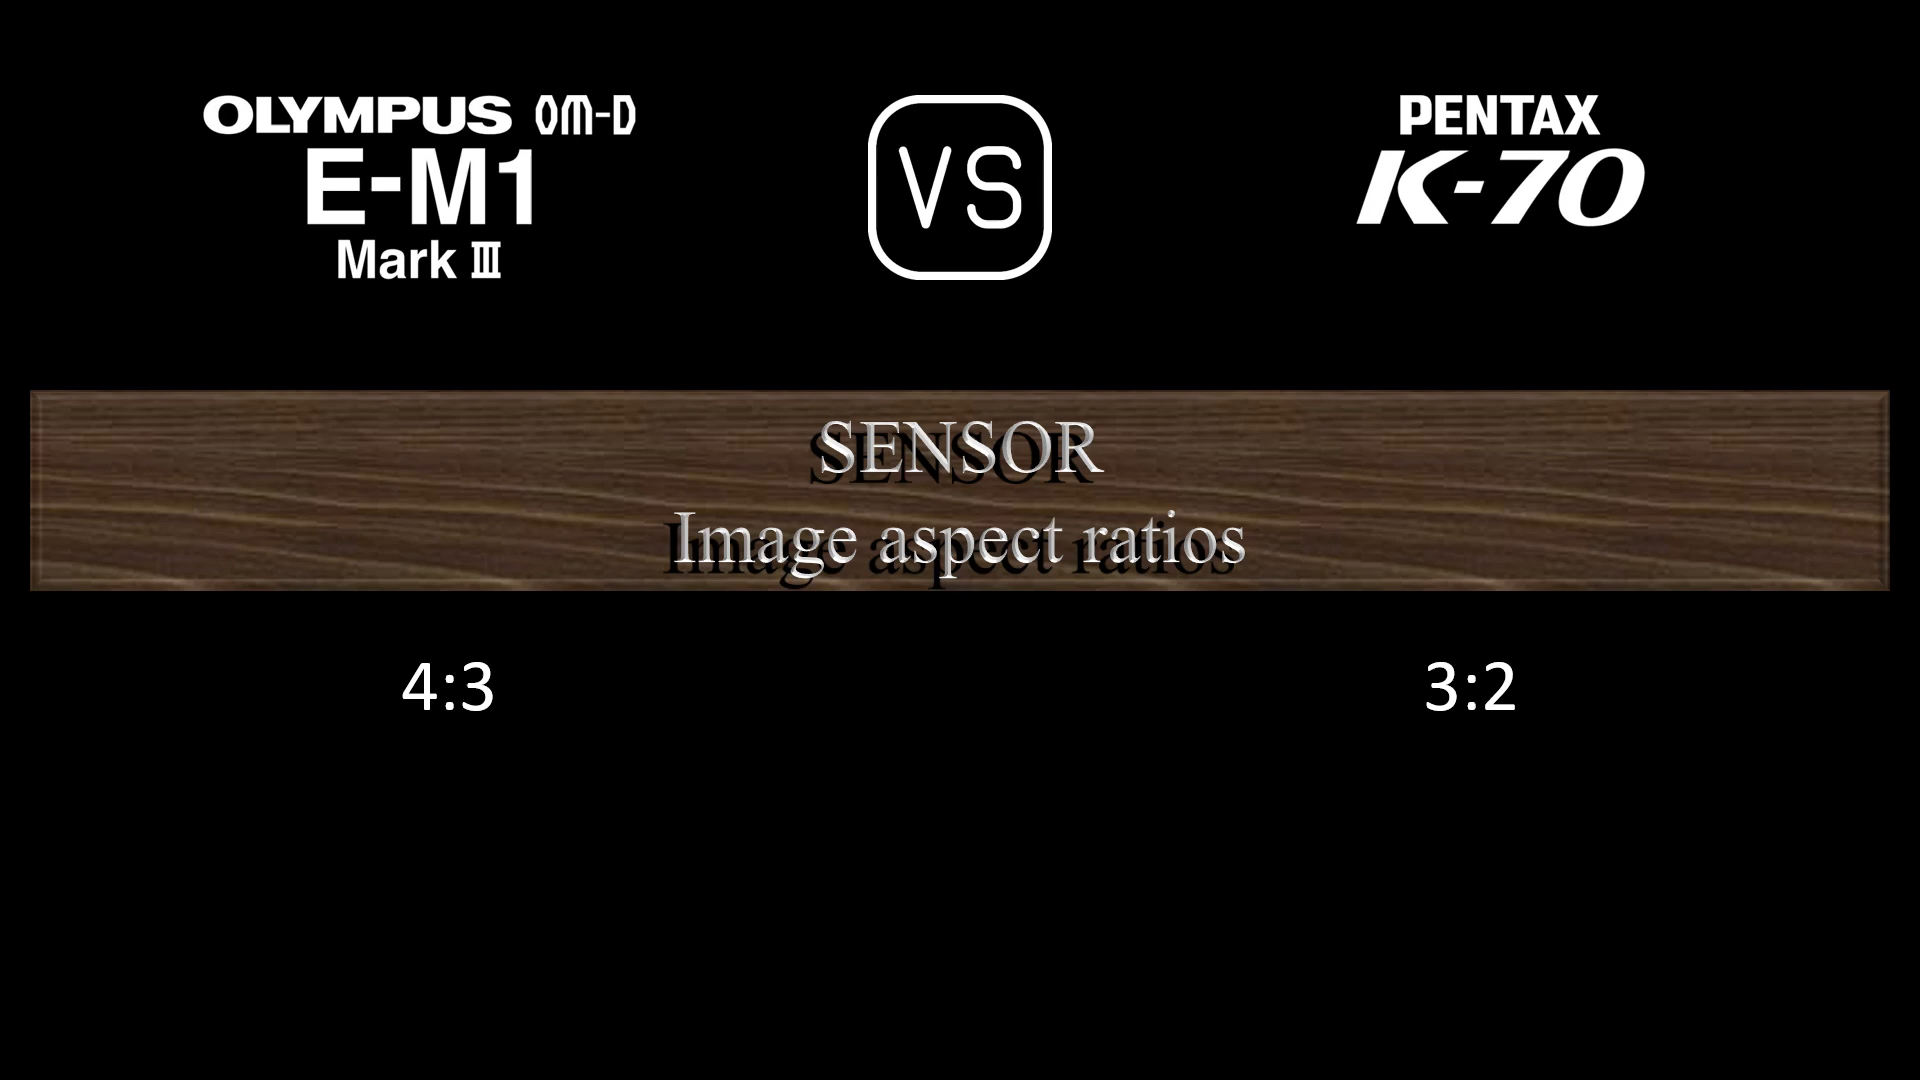 OLYMPUS OM-D
E-M1
Mark III
VS
PENTAX
K-70
SENSOR
Image aspect ratios
4:3
3:2